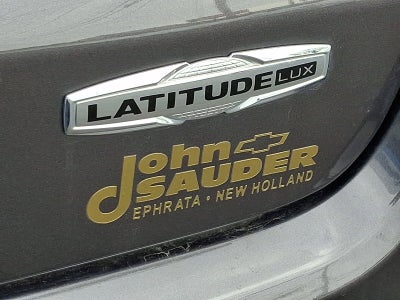 LATITUDE LUX
John
SAUDER
EPHRATA • NEW HOLLAND